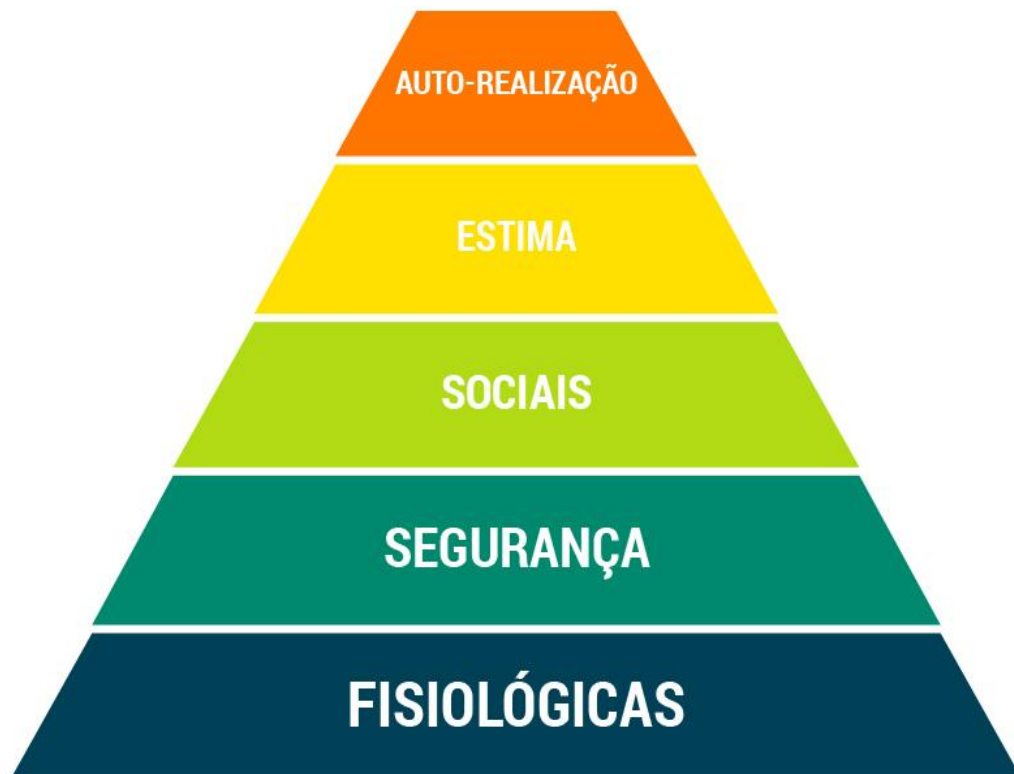 AUTO-REALIZAÇÃO
ESTIMA
SOCIAIS
SEGURANÇA
FISIOLÓGICAS